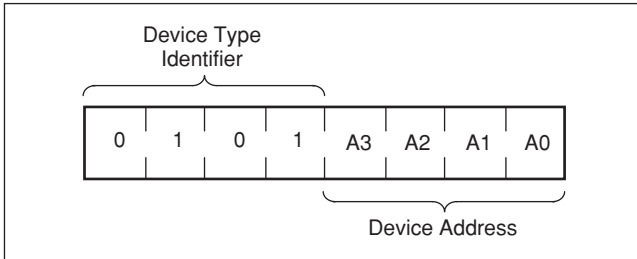 Device Type
Identifier
0 1 0 1 A3 A2 A1 A0
Device Address